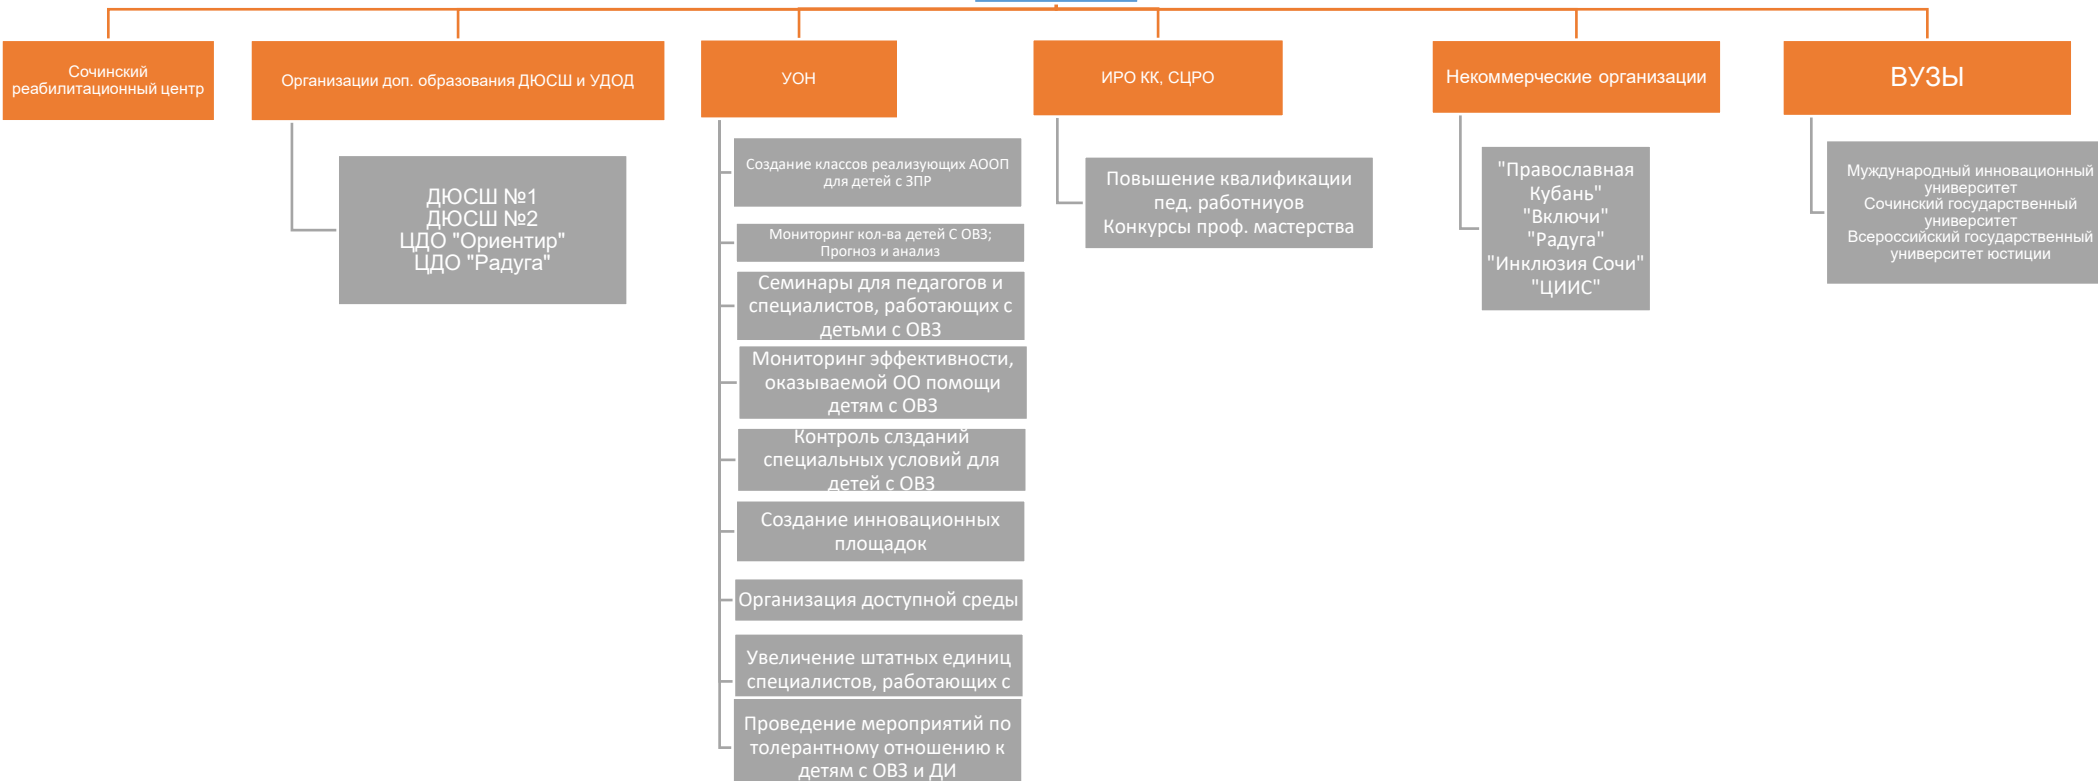 Сочинский
реабилитационный центр
Организации доп. образования ДЮСШ и УДОД
УОН
ИРО КК, СЦРО
Некоммерческие организации
ВУЗЫ
ДЮСШ №1
ДЮСШ №2
ЦДО "Ориентир"
ЦДО "Радуга"
Создание классов реализующих АООП
для детей с ЗПР
Мониторинг кол-ва детей С ОВЗ;
Прогноз и анализ
Семинары для педагогов и
специалистов, работающих с
детьми с ОВЗ
Мониторинг эффективности,
оказываемой ОО помощи
детям с ОВЗ
Контроль слзданий
специальных условий для
детей с ОВЗ
Создание инновационных
площадок
Организация доступной среды
Увеличение штатных единиц
специалистов, работающих с
Проведение мероприятий по
толерантному отношению к
детям с ОВЗ и ДИ
Повышение квалификации
пед. работниуов
Конкурсы проф. мастерства
"Православная
Кубань"
"Включи"
"Радуга"
"Инклюзия Сочи"
"ЦИИС"
Международный инновационный
университет
Сочинский государственный
университет
Всероссийский государственный
университет юстиции